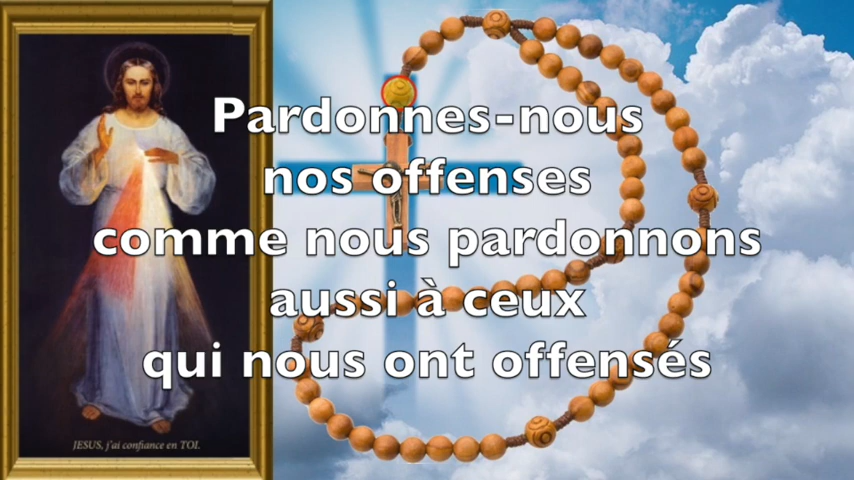 Pardonnes-nous
nos offenses
comme nous pardonnons
aussi à ceux
qui nous ont offensés
JESUS, j'ai confiance en TOI.